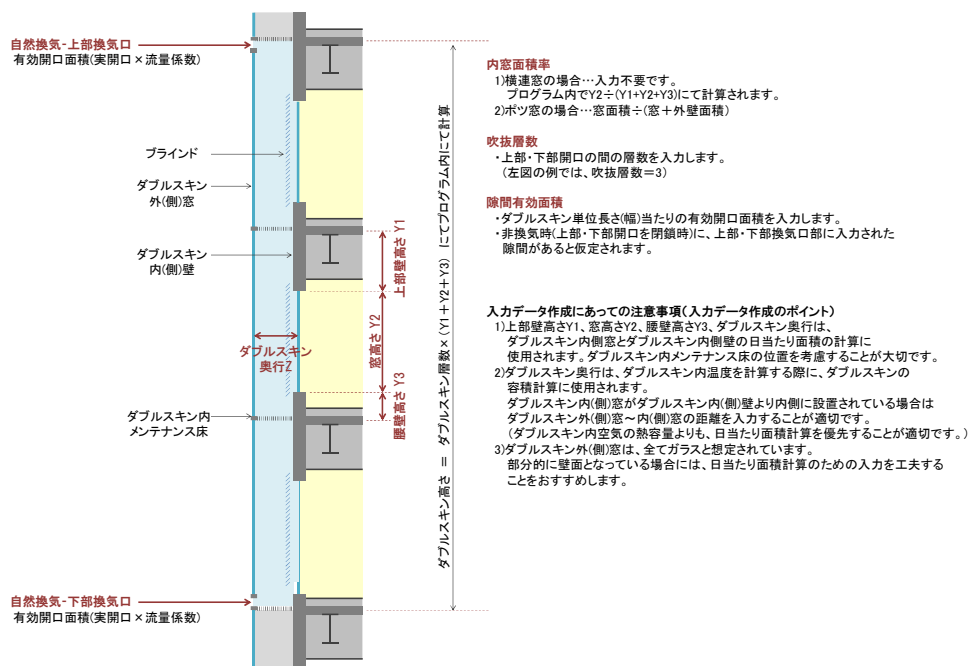 自然換気-上部換気口
有効開口面積(実開口×流量係数)
ブラインド
ダブルスキン
外(側)窓
ダブルスキン
内(側)壁
ダブルスキン
奥行Z
ダブルスキン内
メンテナンス床
自然換気-下部換気口
有効開口面積(実開口×流量係数)
上部壁高さ Y1
窓高さ Y2
腰壁高さ Y3
ダブルスキン高さ = ダブルスキン層数×(Y1+Y2+Y3) にてプログラム内にて計算
内窓面積率
1)横連窓の場合…入力不要です。
プログラム内でY2÷(Y1+Y2+Y3)にて計算されます。
2)ポツ窓の場合…窓面積÷(窓+外壁面積)
吹抜層数
・上部・下部開口の間の層数を入力します。
(左図の例では、吹抜層数=3)
隙間有効面積
・ダブルスキン単位長さ(幅)当たりの有効開口面積を入力します。
・非換気時(上部・下部開口を閉鎖時)に、上部・下部換気口部に入力された
隙間があると仮定されます。
入力データ作成にあっての注意事項(入力データ作成のポイント)
1)上部壁高さY1、窓高さY2、腰壁高さY3、ダブルスキン奥行は、
ダブルスキン内側窓とダブルスキン内側壁の日当たり面積の計算に
使用されます。ダブルスキン内メンテナンス床の位置を考慮することが大切です。
2)ダブルスキン奥行は、ダブルスキン内温度を計算する際に、ダブルスキンの
容積計算に使用されます。
ダブルスキン内(側)窓がダブルスキン内(側)壁より内側に設置されている場合は
ダブルスキン外(側)窓~内(側)窓の距離を入力することが適切です。
(ダブルスキン内空気の熱容量よりも、日当たり面積計算を優先することが適切です。)
3)ダブルスキン外(側)窓は、全てガラスと想定されています。
部分的に壁面となっている場合には、日当たり面積計算のための入力を工夫する
ことをおすすめします。